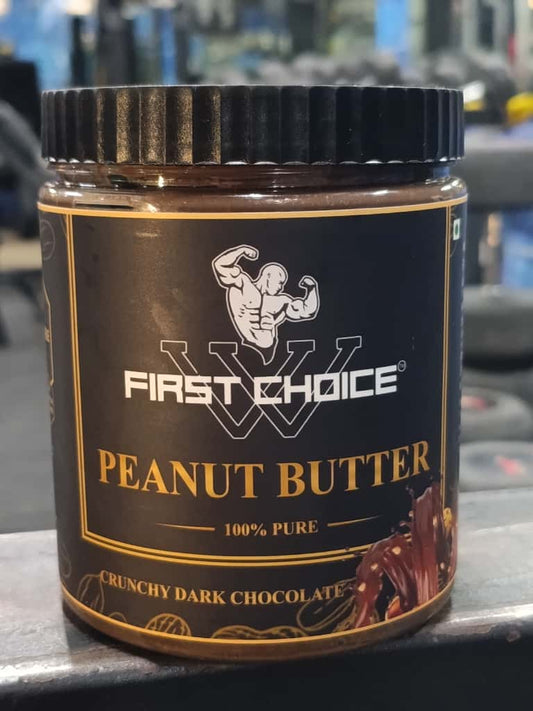 FIRST CHOICE
PEANUT BUTTER
100% PURE
CRUNCHY DARK CHOCOLATE